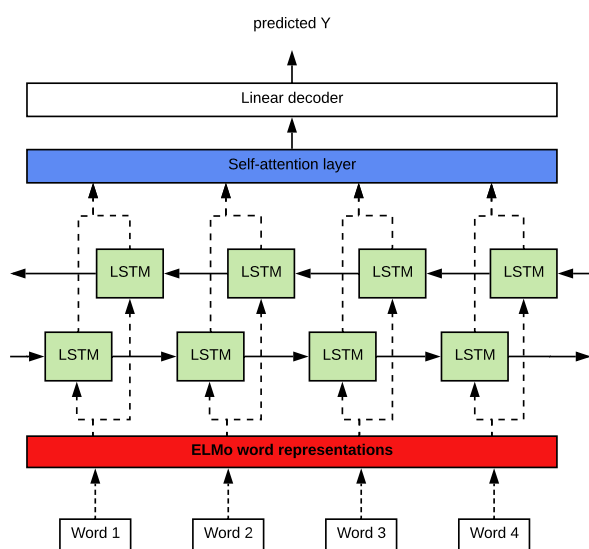 predicted Y
Linear decoder
Self-attention layer
LSTM LSTM LSTM LSTM
LSTM LSTM LSTM LSTM
ELMo word representations
Word 1 Word 2 Word 3 Word 4